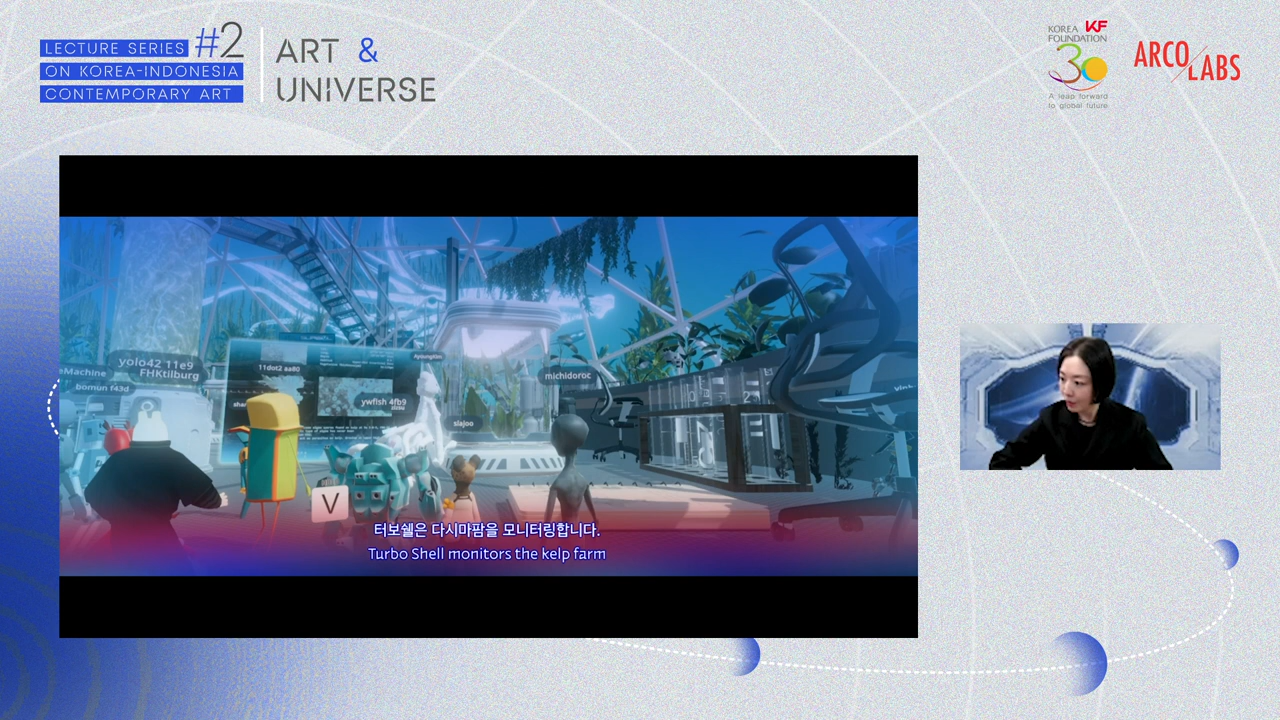 LECTURE SERIES #2
ON KOREA-INDONESIA
CONTEMPORARY ART
ART &
UNIVERSE
KOREA KF
FOUNDATION
30
A leap forward
to global future
ARCO/LABS
eMachine
yolo42 11e9
FHKtilburg
bomun f43d
11dot2 aa80
ywfish 4fb9
slajoo
michidoroc
V
터보쉘은 다시마팜을 모니터링합니다.
Turbo Shell monitors the kelp farm